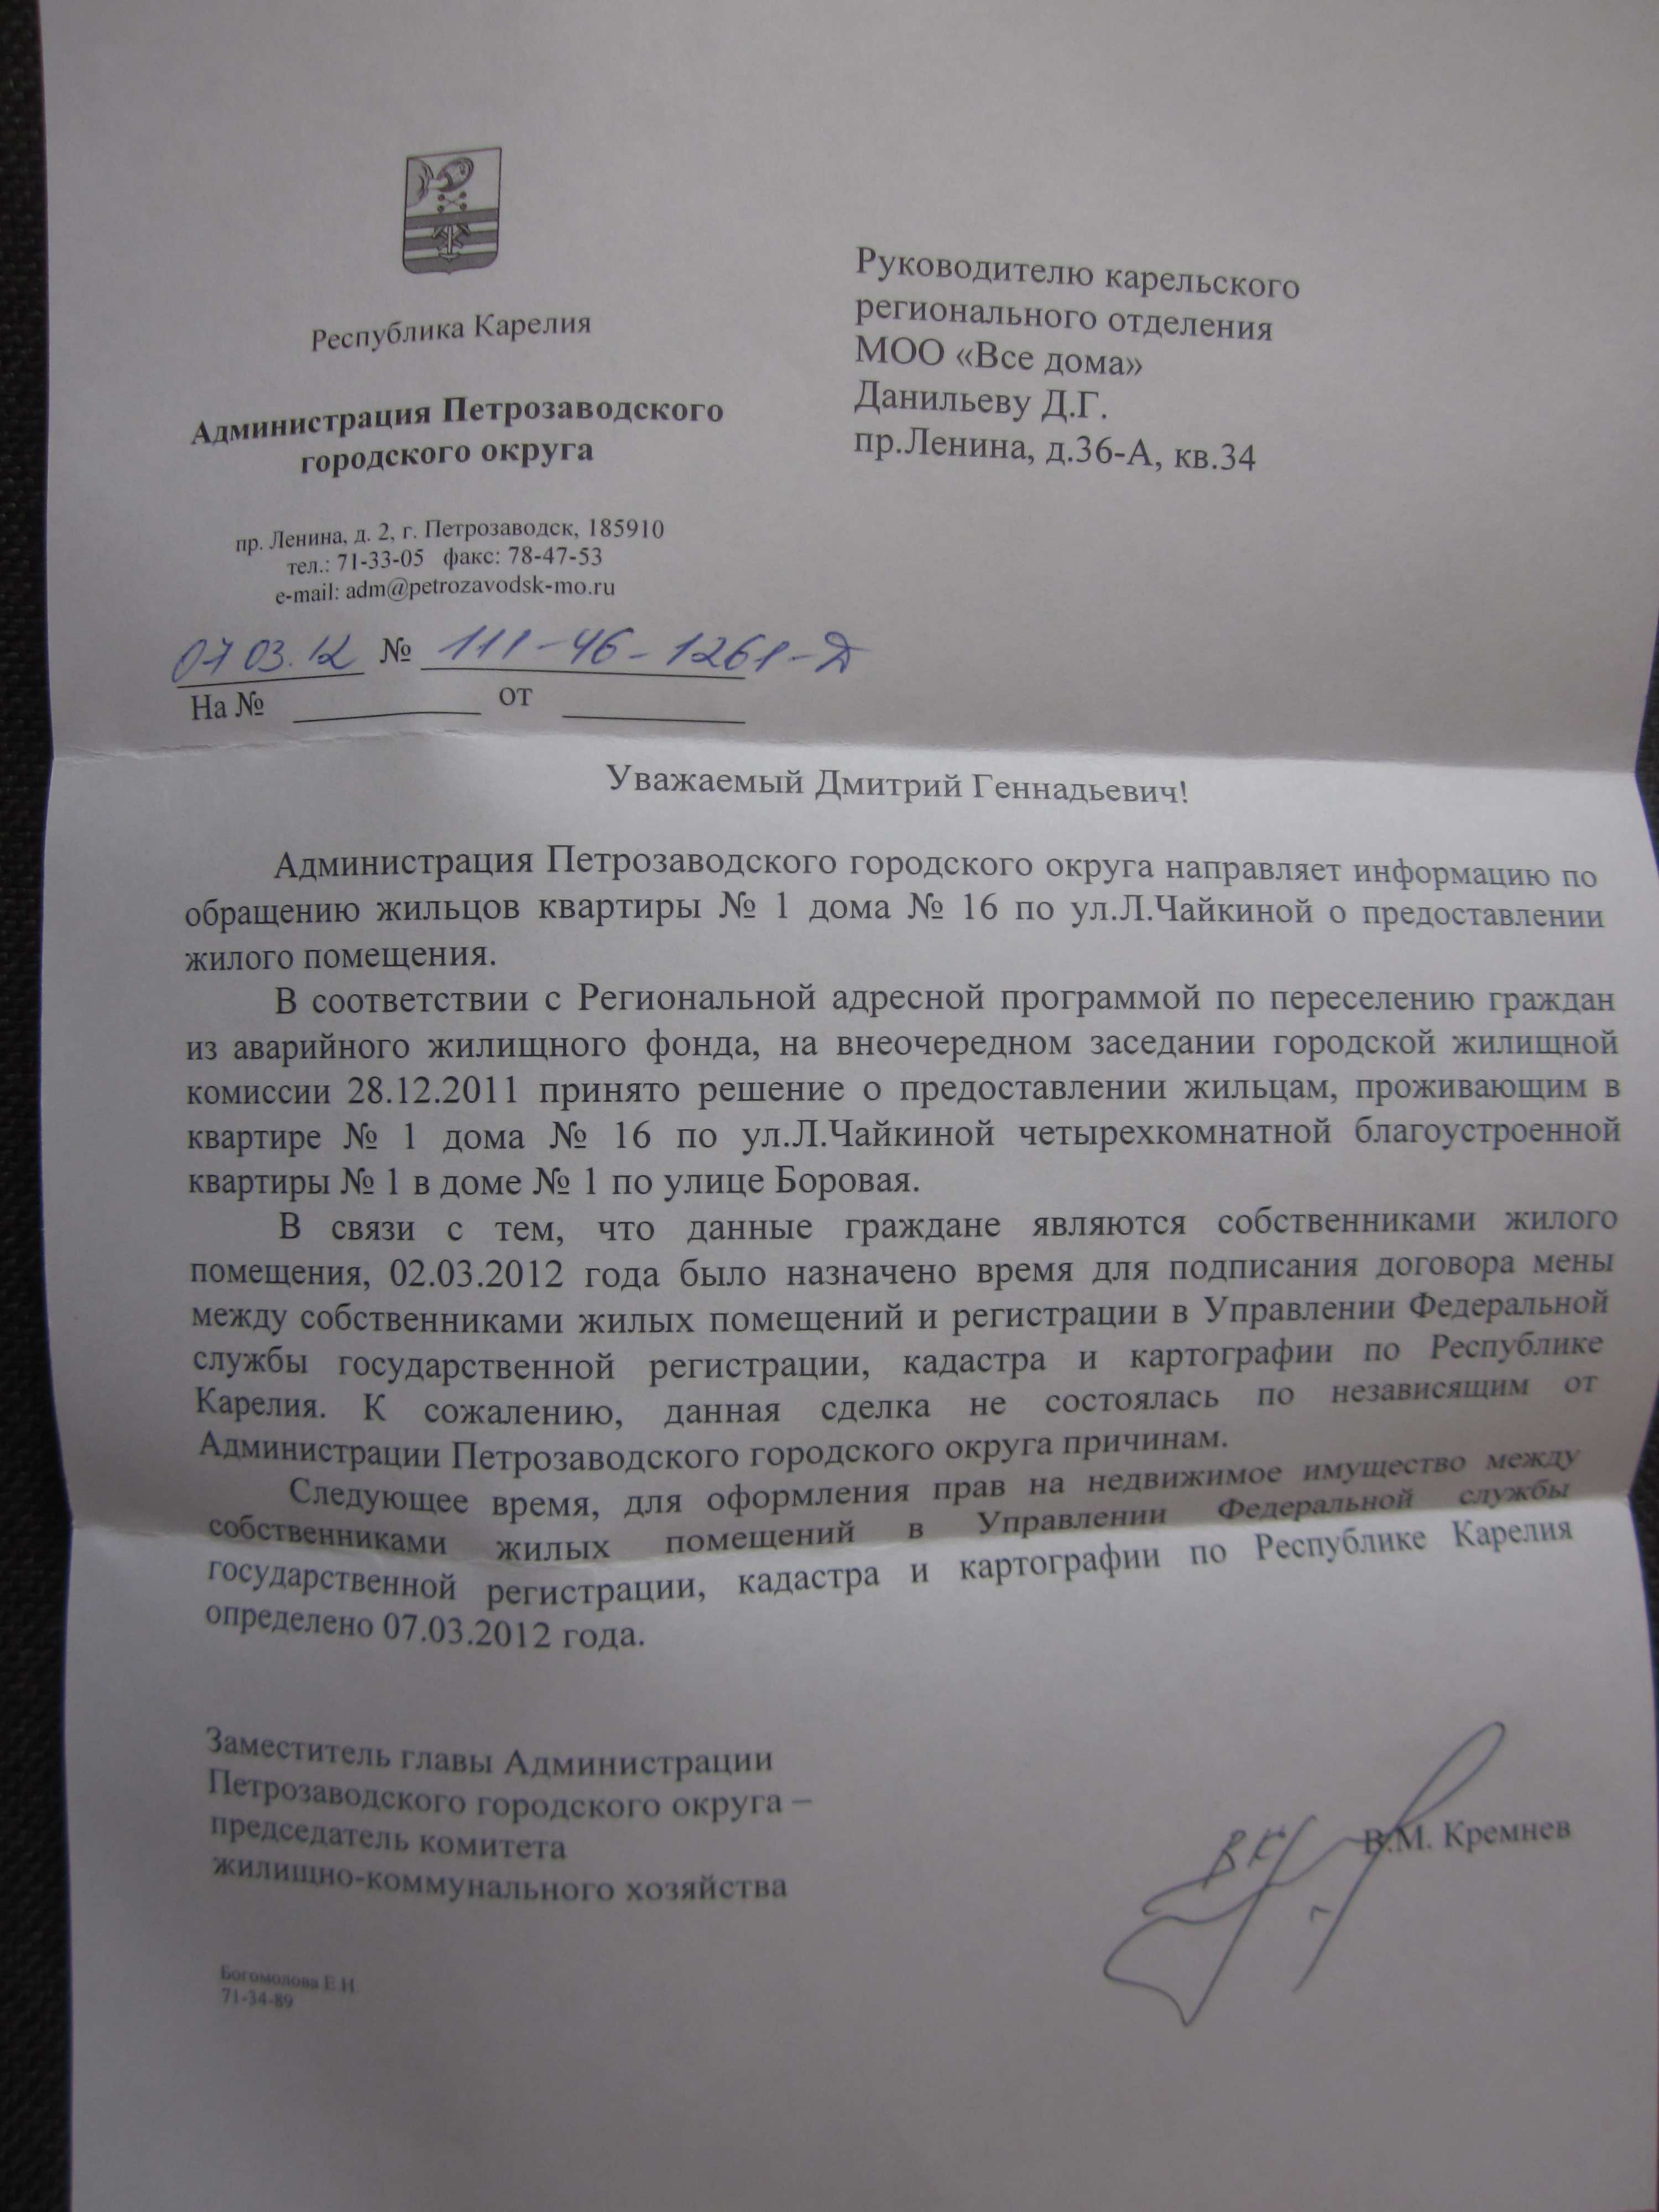 Республика Карелия
Администрация Петрозаводского
городского округа
пр. Ленина, д. 2, г. Петрозаводск, 185910
тел.: 71-33-05 факс: 78-47-53
e-mail: adm@petrozavodsk-mo.ru
07 03. 12 № 111-46-1261-Д
На № от
Руководителю карельского
регионального отделения
МОО «Все дома»
Данильеву Д.Г.
пр.Ленина, д.36-А, кв.34
Уважаемый Дмитрий Геннадьевич!
Администрация Петрозаводского городского округа направляет информацию по
обращению жильцов квартиры № 1 дома № 16 по ул.Л.Чайкиной о предоставлении
жилого помещения.
В соответствии с Региональной адресной программой по переселению граждан
из аварийного жилищного фонда, на внеочередном заседании городской жилищной
комиссии 28.12.2011 принято решение о предоставлении жильцам, проживающим в
квартире № 1 дома № 16 по ул.Л.Чайкиной четырехкомнатной благоустроенной
квартиры № 1 в доме № 1 по улице Боровая.
В связи с тем, что данные граждане являются собственниками жилого
помещения, 02.03.2012 года было назначено время для подписания договора мены
между собственниками жилых помещений и регистрации в Управлении Федеральной
службы государственной регистрации, кадастра и картографии по Республике
Карелия. К сожалению, данная сделка не состоялась по независящим от
Администрации Петрозаводского городского округа причинам.
Следующее время, для оформления прав на недвижимое имущество между
собственниками жилых помещений в Управлении Федеральной службы
государственной регистрации, кадастра и картографии по Республике Карелия
определено 07.03.2012 года.
Заместитель главы Администрации
Петрозаводского городского округа –
председатель комитета
жилищно-коммунального хозяйства
В.М. Кремнев
Богомолова Е.И.
71-34-89